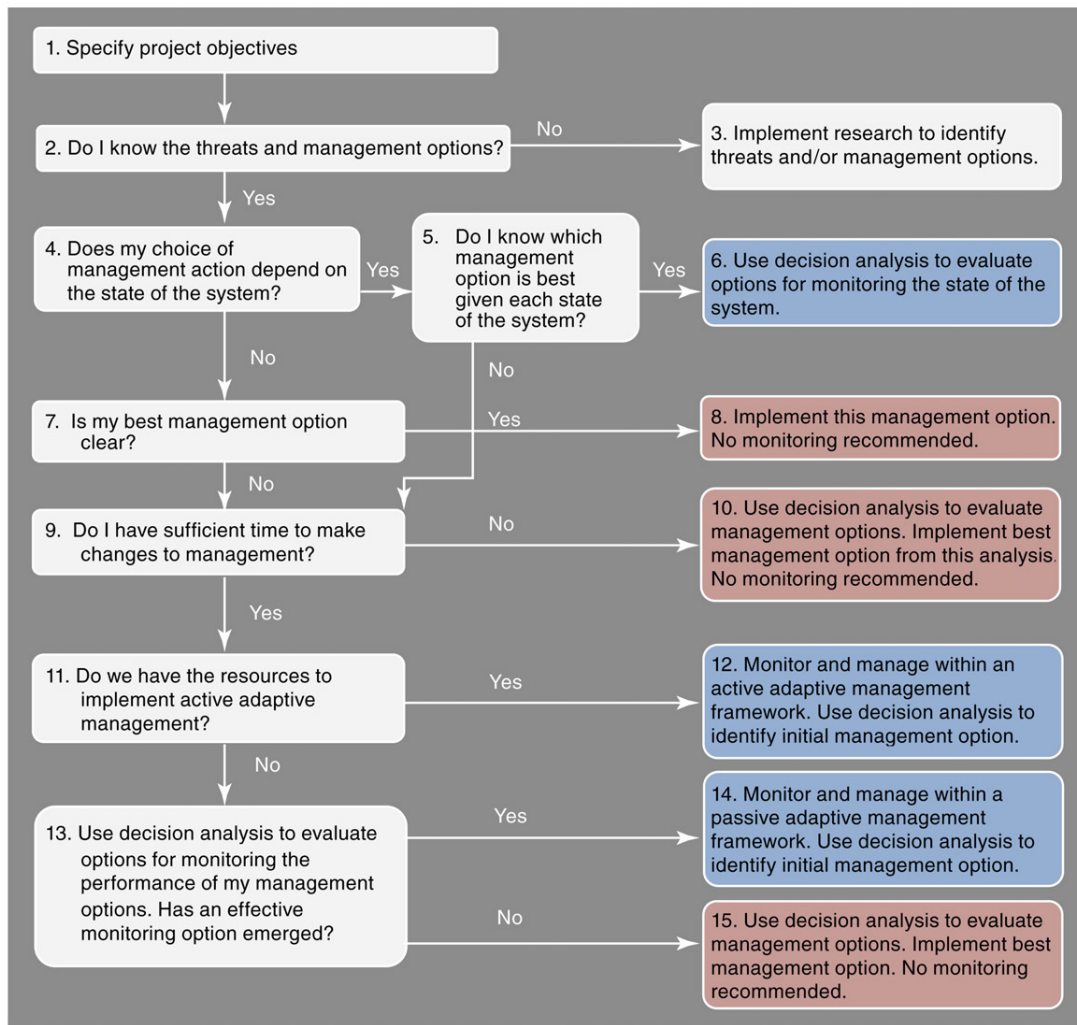 1. Specify project objectives
2. Do I know the threats and management options?
No
3. Implement research to identify
threats and/or management options.
Yes
4. Does my choice of
management action depend on
the state of the system?
Yes
5. Do I know which
management
option is best
given each state
of the system?
Yes
6. Use decision analysis to evaluate
options for monitoring the state of the
system.
No
No
7. Is my best management option
clear?
Yes
8. Implement this management option.
No monitoring recommended.
No
9. Do I have sufficient time to make
changes to management?
No
10. Use decision analysis to evaluate
management options. Implement best
management option from this analysis.
No monitoring recommended.
Yes
11. Do we have the resources to
implement active adaptive
management?
Yes
12. Monitor and manage within an
active adaptive management
framework. Use decision analysis to
identify initial management option.
No
13. Use decision analysis to evaluate
options for monitoring the
performance of my management
options. Has an effective
monitoring option emerged?
Yes
14. Monitor and manage within a
passive adaptive management
framework. Use decision analysis to
identify initial management option.
No
15. Use decision analysis to evaluate
management options. Implement best
management option. No monitoring
recommended.